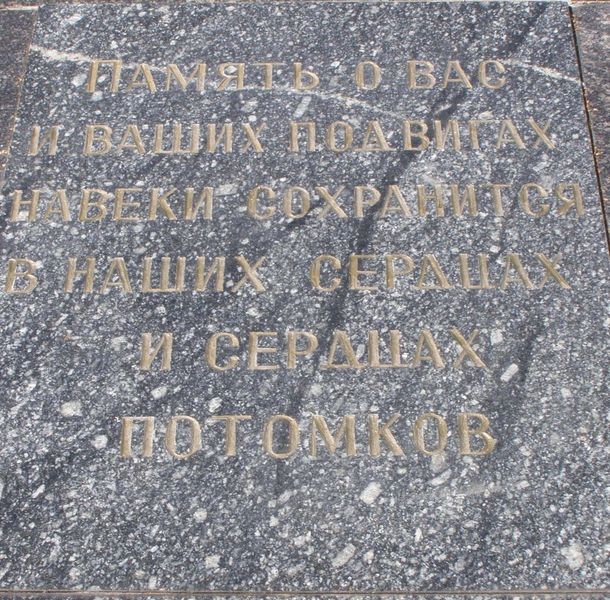 ПАМЯТЬ О ВАС
И ВАШИХ ПОДВИГАХ
НАВЕКИ СОХРАНИТСЯ
В НАШИХ СЕРДЦАХ
И СЕРДЦАХ
ПОТОМКОВ